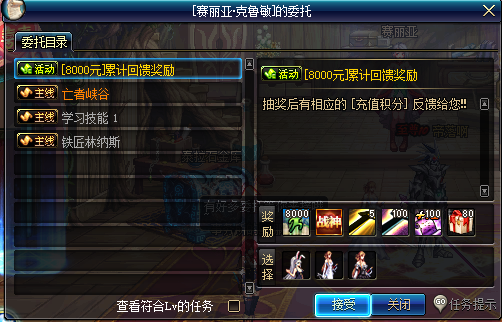 [赛丽亚·克鲁敏]的委托
委托目录
活动 [8000元]累计回馈奖励
主线 亡者峡谷
主线 学习技能 1
主线 铁匠林纳斯
查看符合Lv的任务
赛丽亚
活动 [8000元]累计回馈奖励
抽奖后有相应的 [充值积分] 反馈给您!!
奖励
8000 战神 5 100 100 80
选择
接受 关闭 GO 任务提示